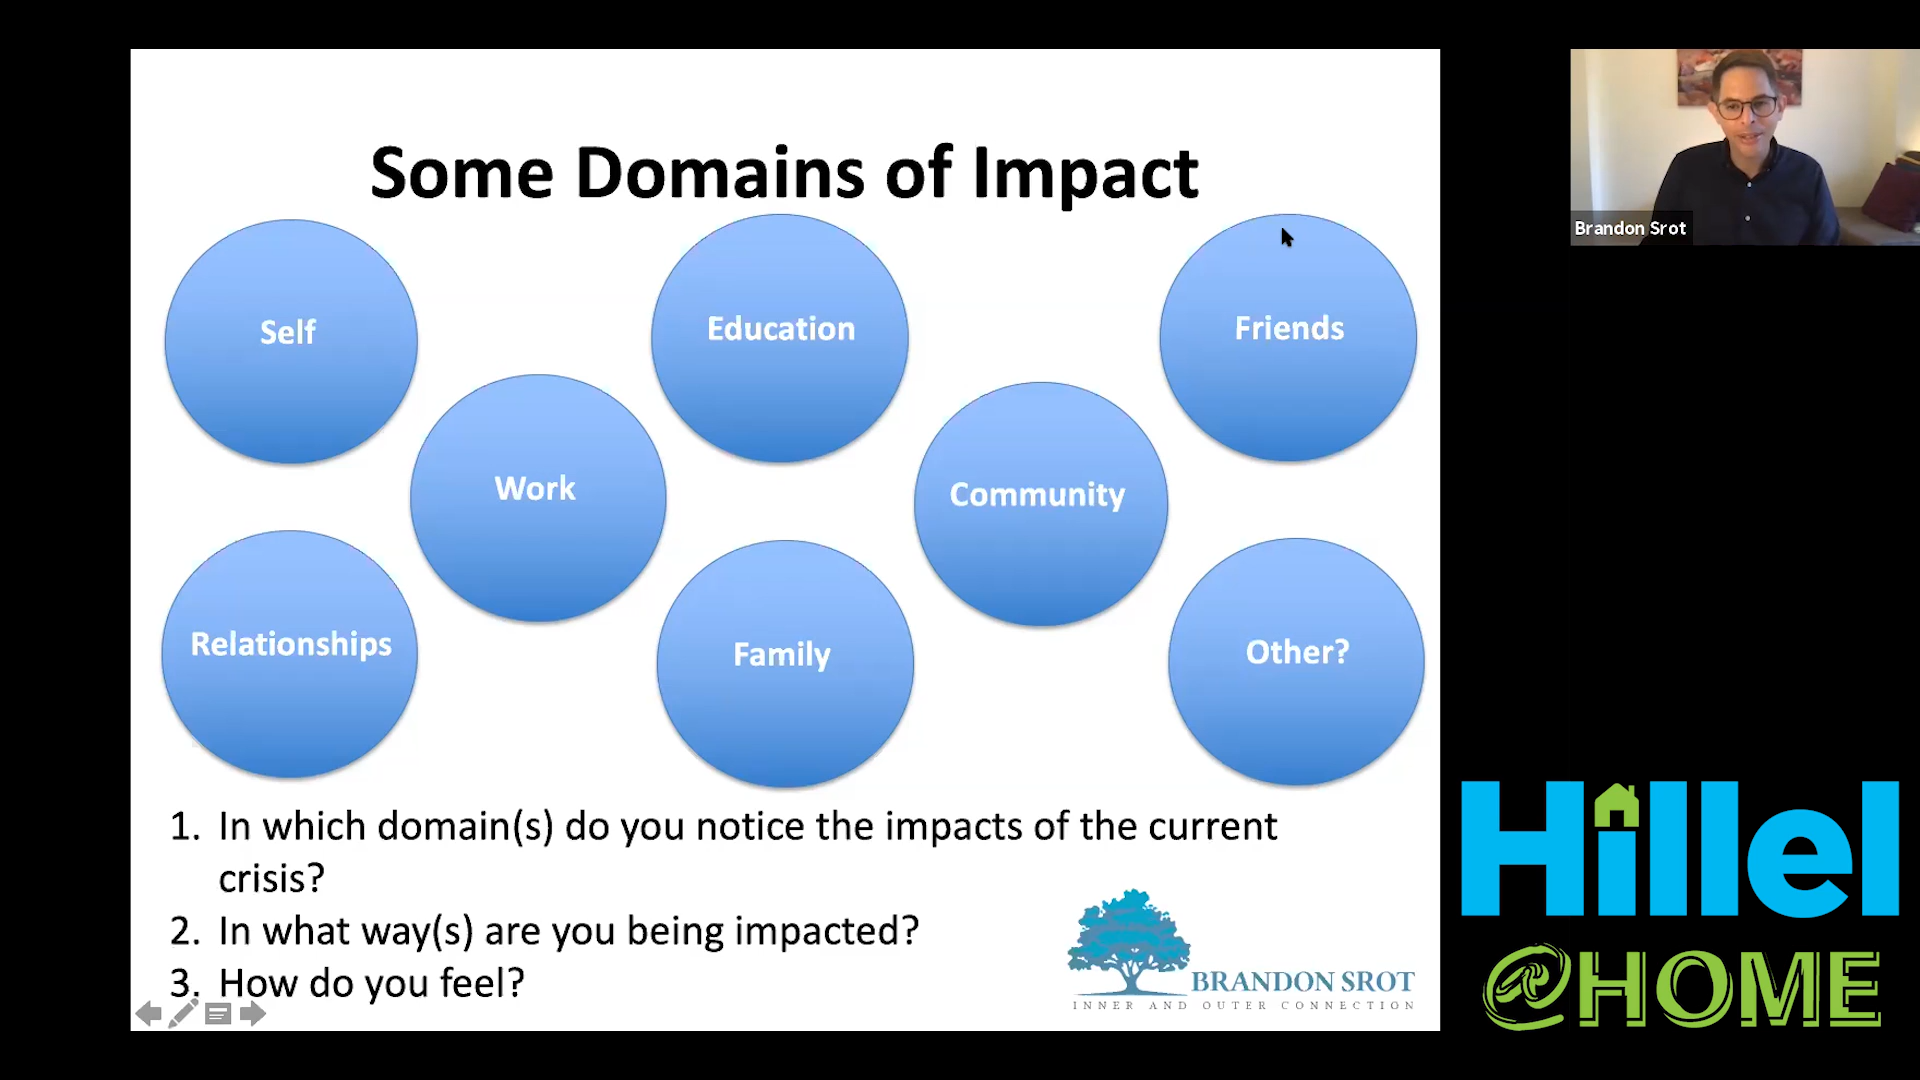 Some Domains of Impact
Self
Education
Friends
Work
Community
Relationships
Family
Other?
1. In which domain(s) do you notice the impacts of the current
crisis?
2. In what way(s) are you being impacted?
3. How do you feel?
BRANDON SROT
INNER AND OUTER CONNECTION
Brandon Srot
Hillel
@HOME